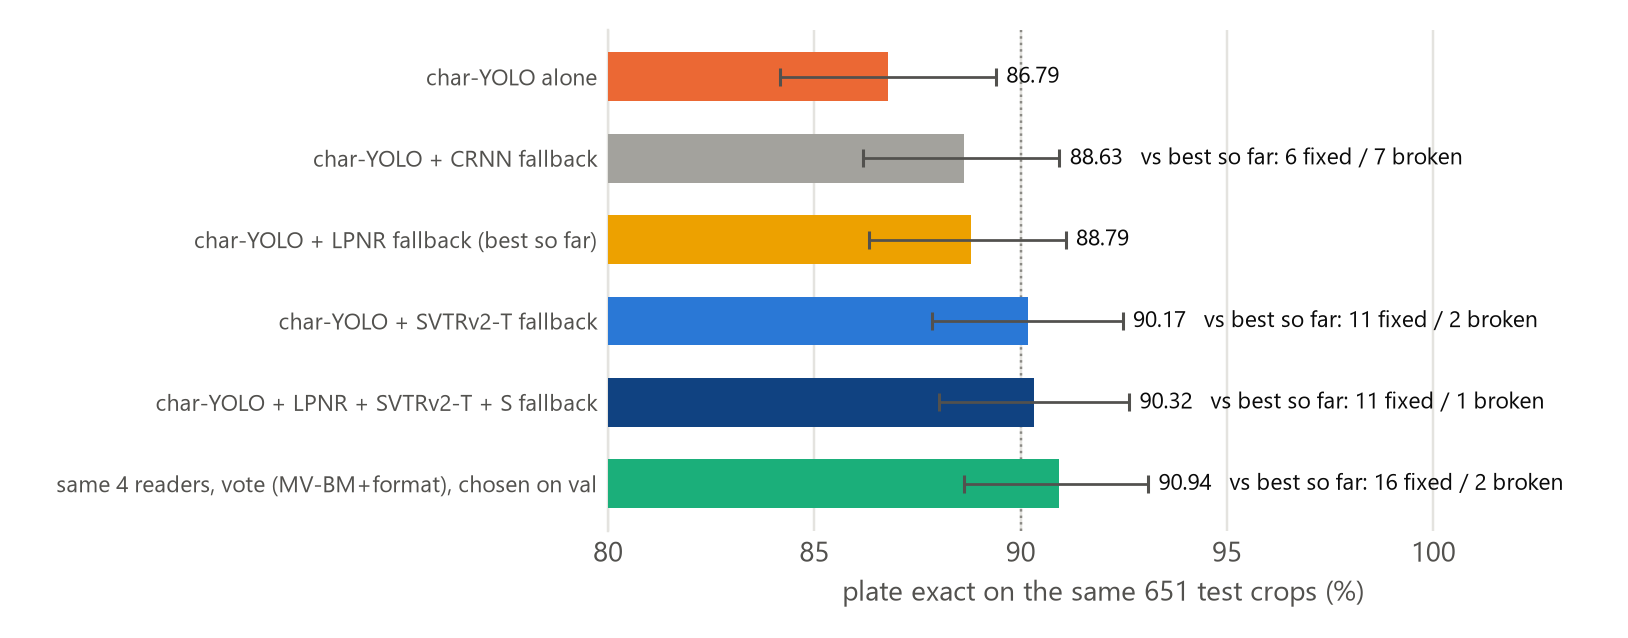 char-YOLO alone
86.79
char-YOLO + CRNN fallback
88.63 vs best so far: 6 fixed / 7 broken
char-YOLO + LPNR fallback (best so far)
88.79
char-YOLO + SVTRv2-T fallback
90.17 vs best so far: 11 fixed / 2 broken
char-YOLO + LPNR + SVTRv2-T + S fallback
90.32 vs best so far: 11 fixed / 1 broken
same 4 readers, vote (MV-BM+format), chosen on val
90.94 vs best so far: 16 fixed / 2 broken
80 85 90 95 100
plate exact on the same 651 test crops (%)